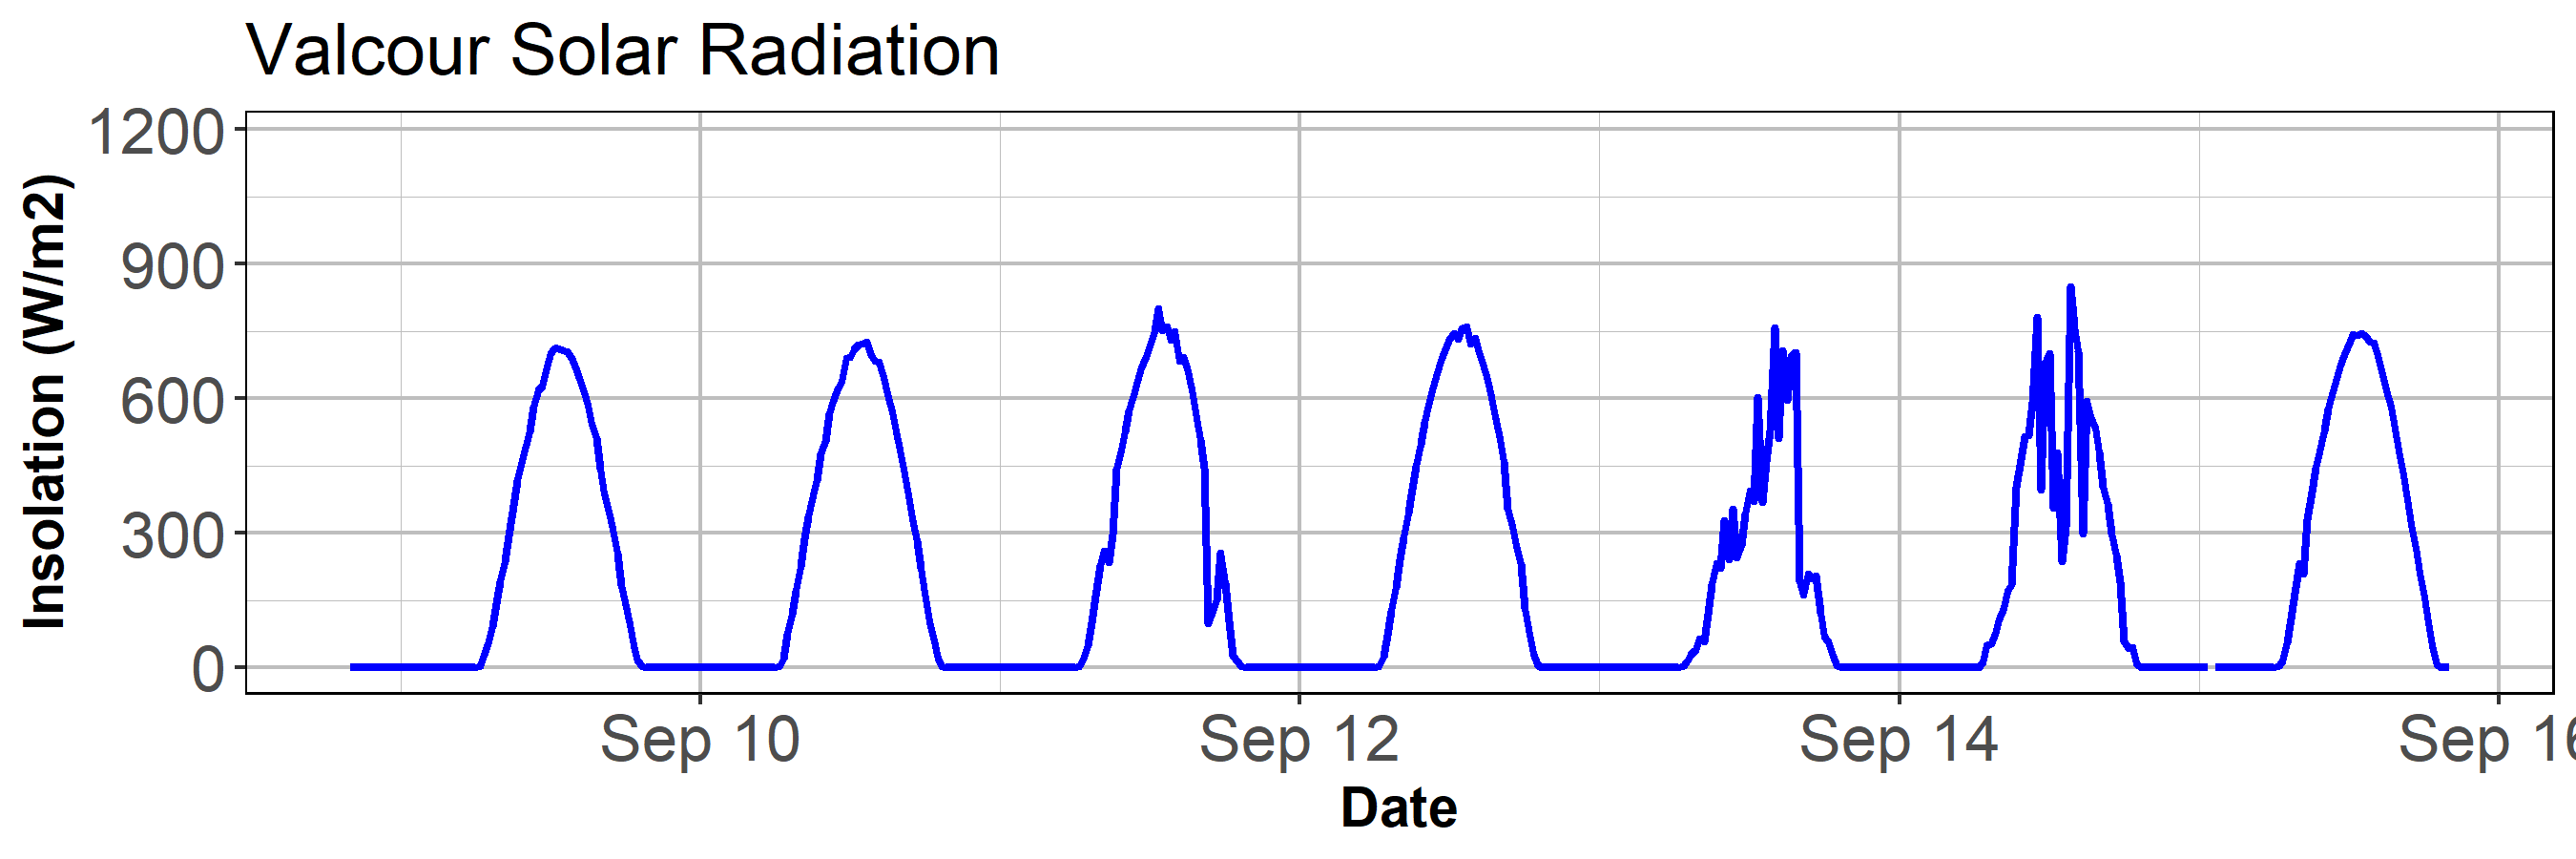 Valcour Solar Radiation
1200
900
600
300
0
Insolation (W/m2)
Sep 10
Sep 12
Sep 14
Sep 16
Date